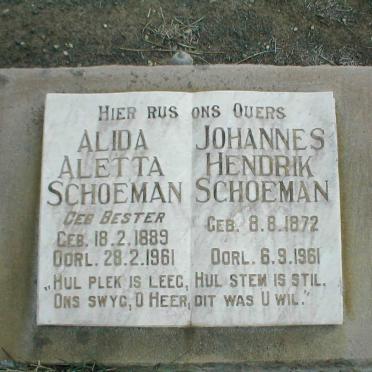 HIER RUS ONS OUERS
ALIDA
ALETTA
SCHOEMAN
GEB BESTER
GEB. 18.2.1889
OORL. 28.2.1961
JOHANNES
HENDRIK
SCHOEMAN
GEB. 8.8.1872
OORL. 6.9.1961
„HUL PLEK IS LEEG, HUL STEM IS STIL.
ONS SWYG, O HEER, DIT WAS U WIL.”